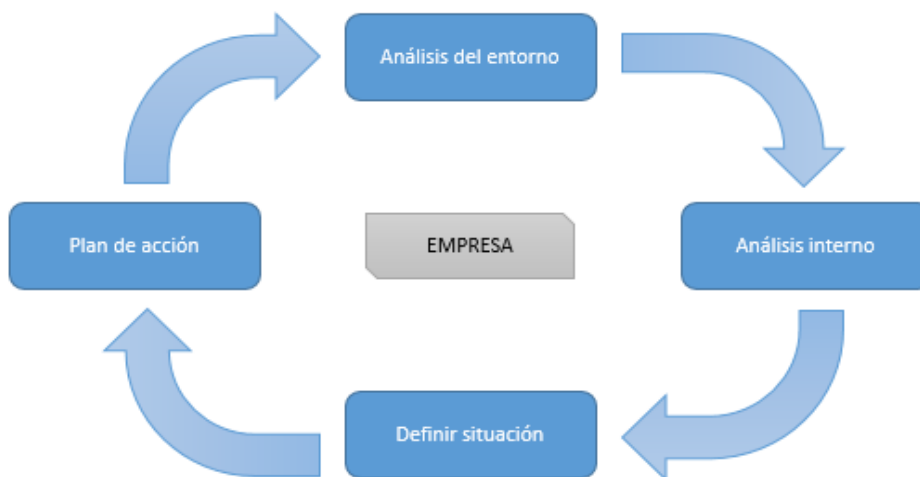 Análisis del entorno
Plan de acción
EMPRESA
Análisis interno
Definir situación